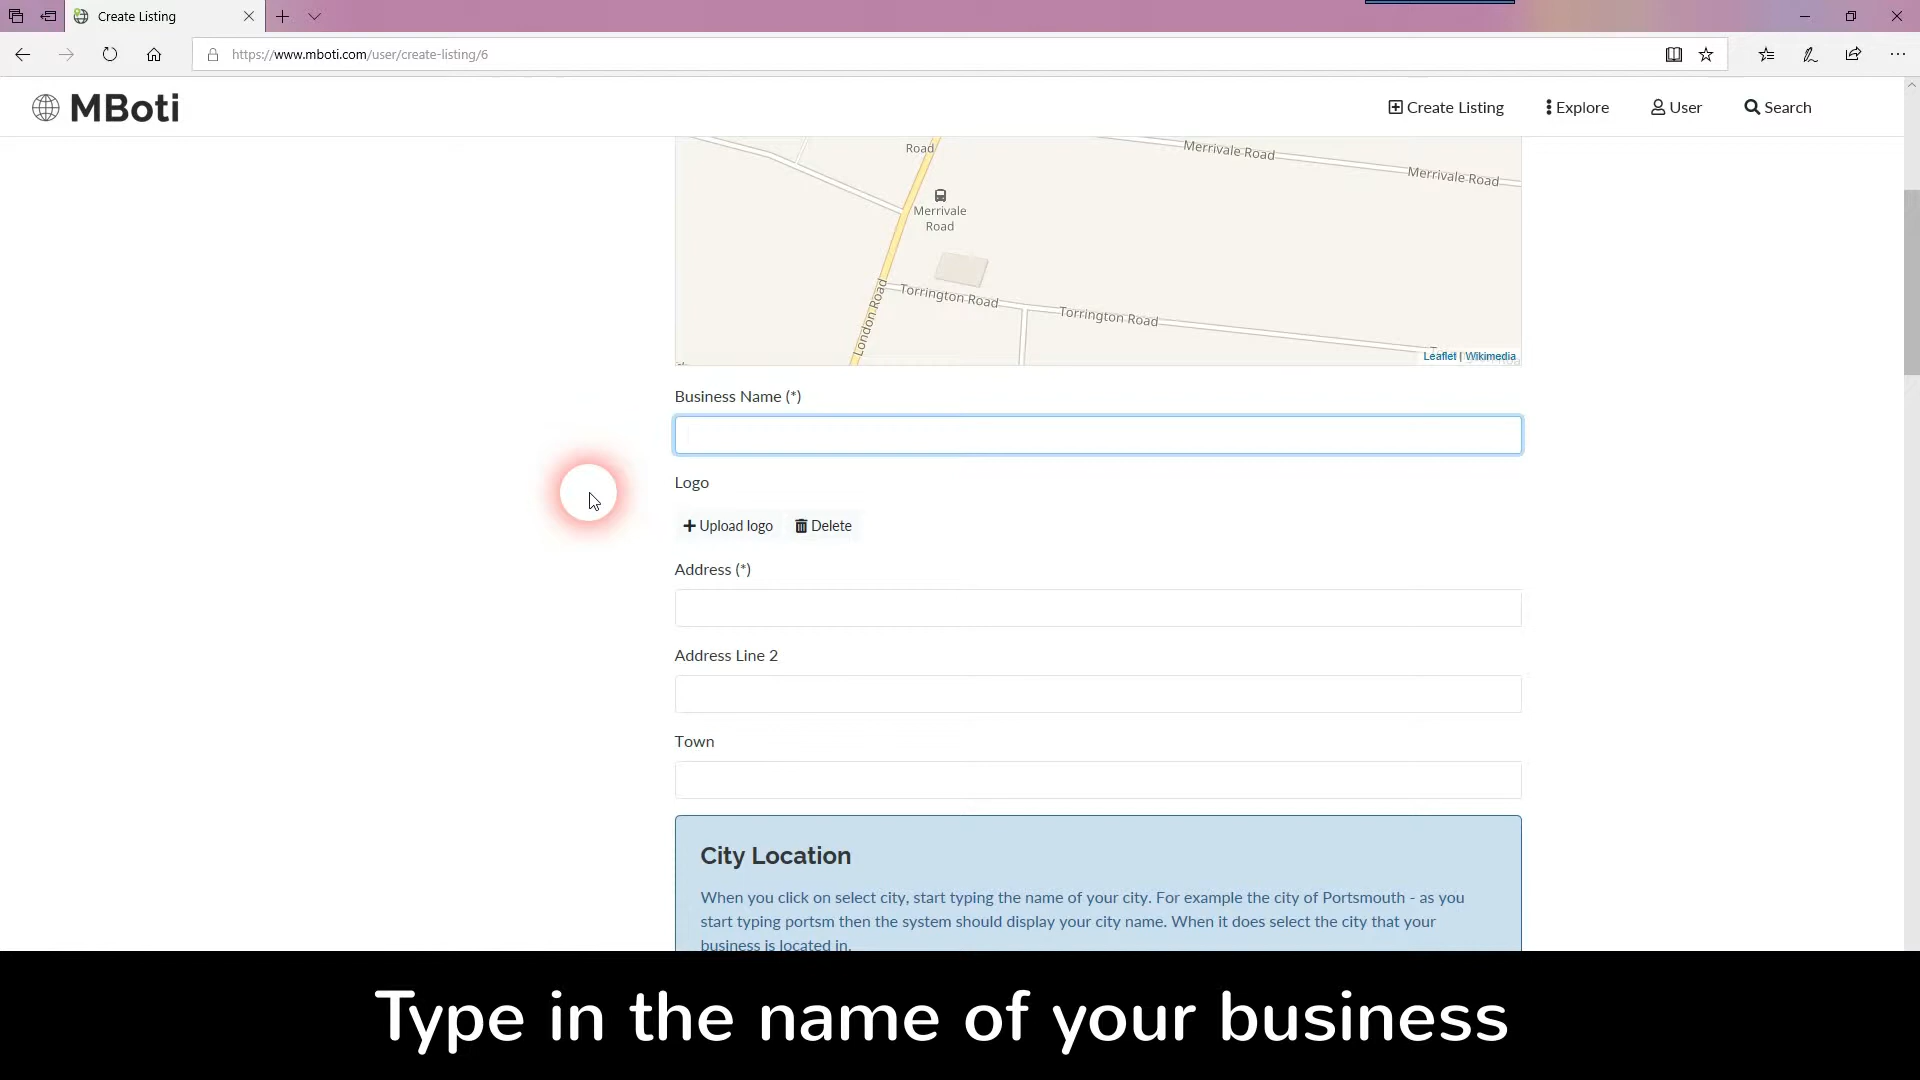 Create Listing
https://www.mboti.com/user/create-listing/6
MBoti
Create Listing
Explore
User
Search
Road
Merrivale Road
Merrivale Road
Merrivale
Road
Torrington Road
Torrington Road
London Road
Leaflet | Wikimedia
Business Name (*)
Logo
Upload logo
Delete
Address (*)
Address Line 2
Town
City Location
When you click on select city, start typing the name of your city. For example the city of Portsmouth - as you
start typing portsm then the system should display your city name. When it does select the city that your
business is located in.
Type in the name of your business